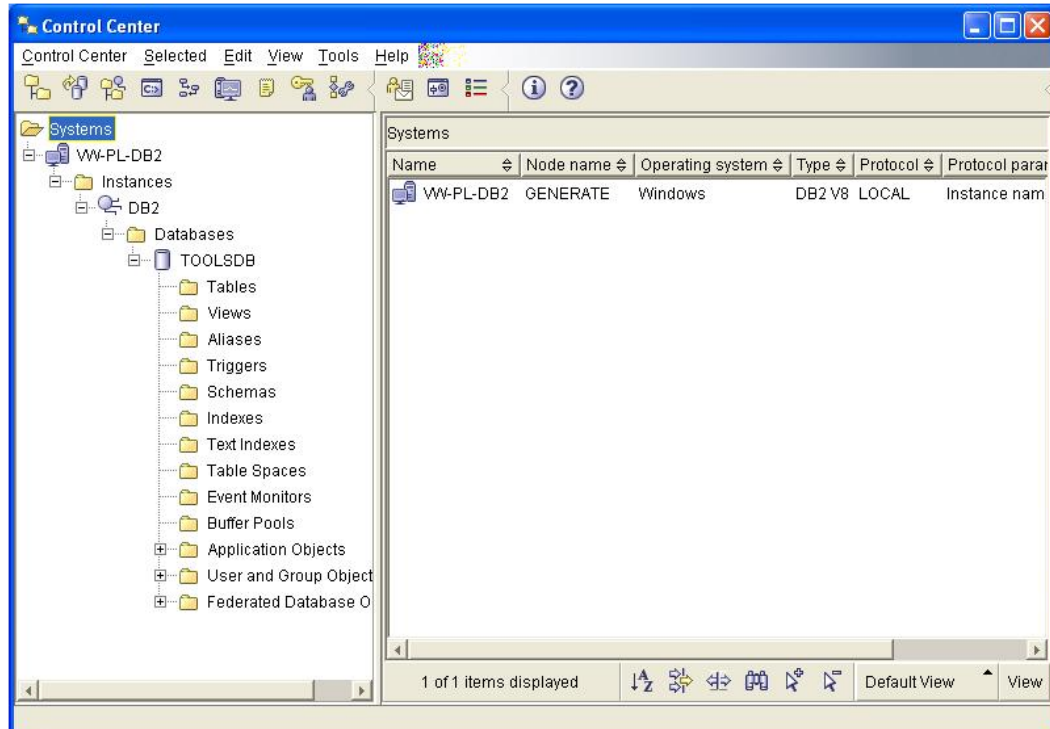 Control Center
Control Center Selected Edit View Tools Help
Systems
VW-PL-DB2
Instances
DB2
Databases
TOOLSDB
Tables
Views
Aliases
Triggers
Schemas
Indexes
Text Indexes
Table Spaces
Event Monitors
Buffer Pools
Application Objects
User and Group Object
Federated Database O
Systems
Name Node name Operating system Type Protocol Protocol parar
VW-PL-DB2 GENERATE Windows DB2 V8 LOCAL Instance nam
1 of 1 items displayed Default View View